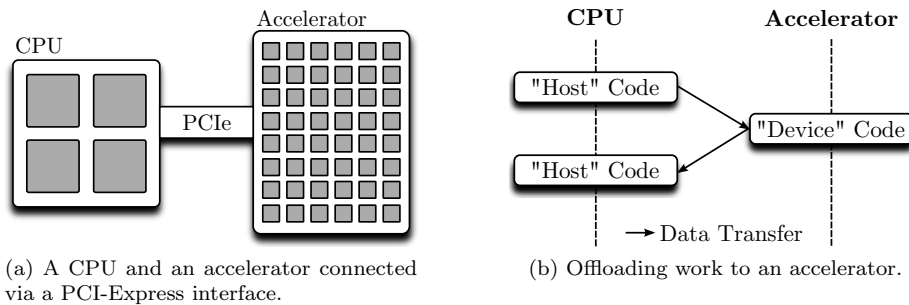 Accelerator
CPU
PCIe
(a) A CPU and an accelerator connected
via a PCI-Express interface.
CPU
Accelerator
"Host" Code
"Device" Code
"Host" Code
Data Transfer
(b) Offloading work to an accelerator.